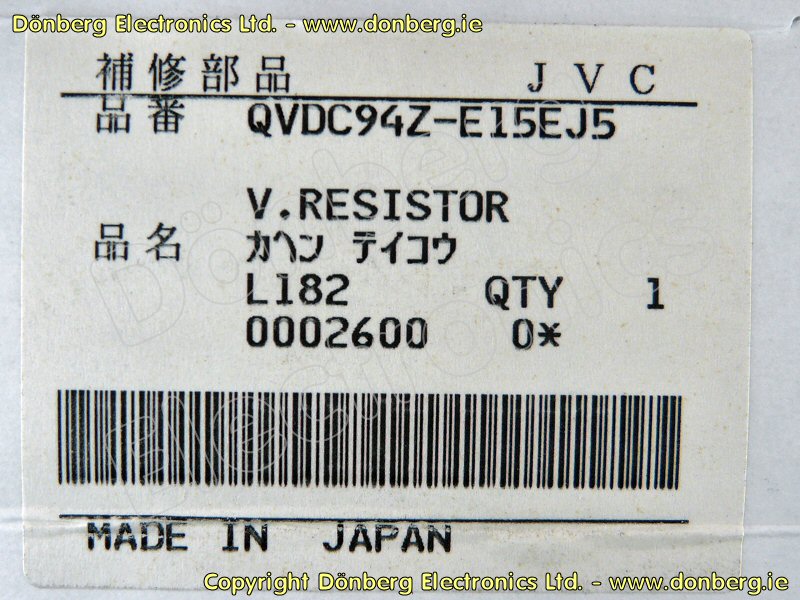 Dönberg Electronics Ltd. - www.donberg.ie
補修部品 JVC
品番 QVDC94Z-E15EJ5
V.RESISTOR
品名 カヘン テイコウ
L182 QTY 1
0002600 0*
MADE IN JAPAN
Copyright Dönberg Electronics Ltd. - www.donberg.ie
Dönberg Electronics